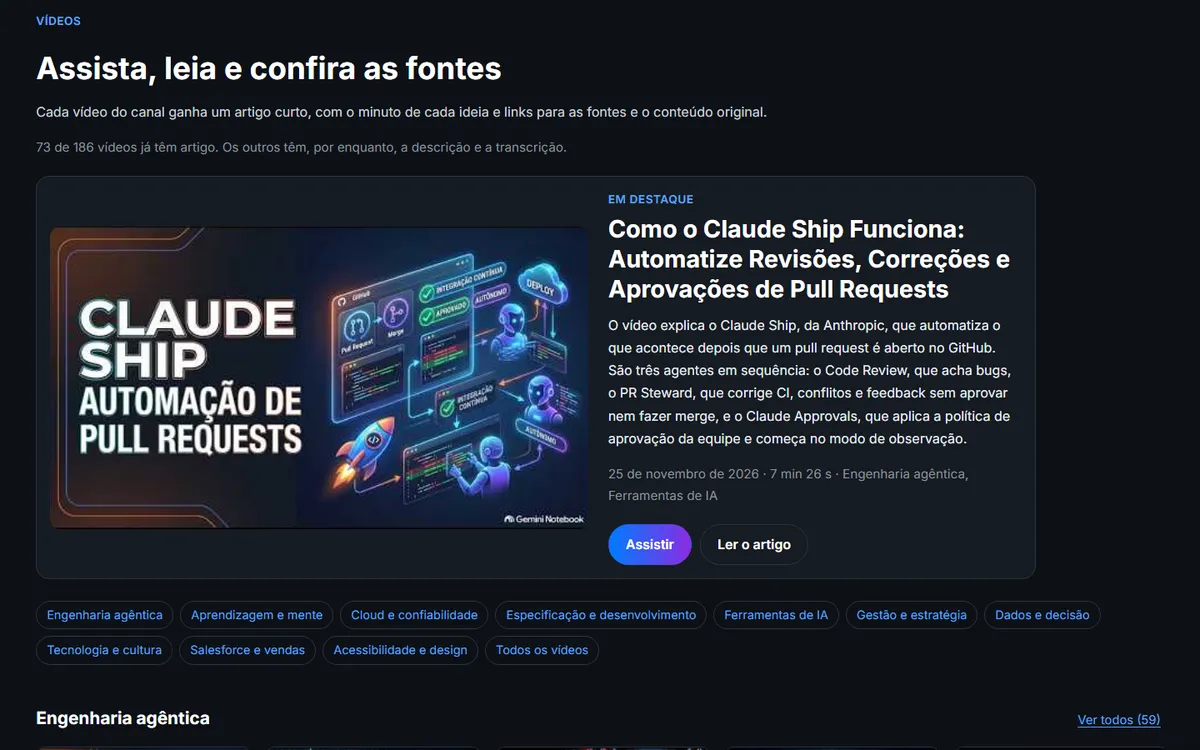 VÍDEOS
Assista, leia e confira as fontes
Cada vídeo do canal ganha um artigo curto, com o minuto de cada ideia e links para as fontes e o conteúdo original.
73 de 186 vídeos já têm artigo. Os outros têm, por enquanto, a descrição e a transcrição.
CLAUDE
SHIP
AUTOMAÇÃO DE
PULL REQUESTS
GitHub
Pull Request
Merge
INTEGRAÇÃO CONTÍNUA
APROVADO
AUTÔNOMO
DEPLOY
INTEGRAÇÃO
CONTÍNUA
AUTÔNOMO
Gemini Notebook
EM DESTAQUE
Como o Claude Ship Funciona:
Automatize Revisões, Correções e
Aprovações de Pull Requests
O vídeo explica o Claude Ship, da Anthropic, que automatiza o
que acontece depois que um pull request é aberto no GitHub.
São três agentes em sequência: o Code Review, que acha bugs,
o PR Steward, que corrige CI, conflitos e feedback sem aprovar
nem fazer merge, e o Claude Approvals, que aplica a política de
aprovação da equipe e começa no modo de observação.
25 de novembro de 2026 · 7 min 26 s · Engenharia agêntica,
Ferramentas de IA
Assistir
Ler o artigo
Engenharia agêntica
Aprendizagem e mente
Cloud e confiabilidade
Especificação e desenvolvimento
Ferramentas de IA
Gestão e estratégia
Dados e decisão
Tecnologia e cultura
Salesforce e vendas
Acessibilidade e design
Todos os vídeos
Engenharia agêntica
Ver todos (59)